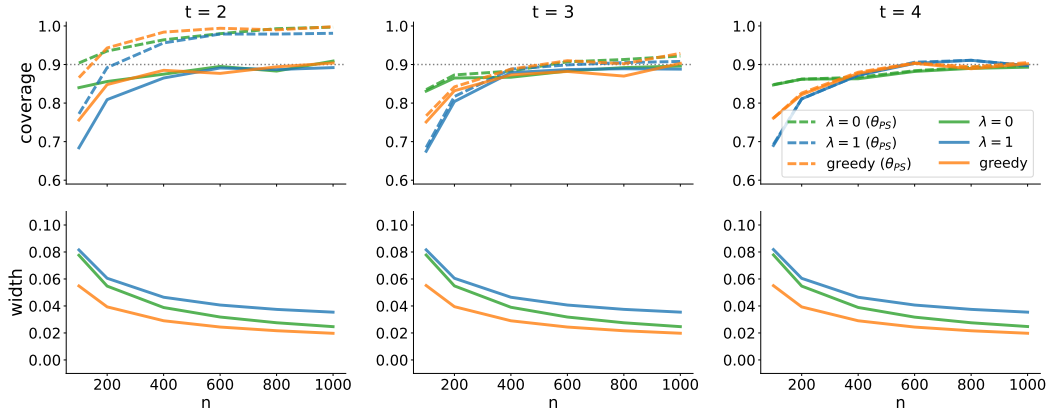 t = 2
t = 3
t = 4
coverage
1.0
0.9
0.8
0.7
0.6
1.0
0.9
0.8
0.7
0.6
1.0
0.9
0.8
0.7
0.6
λ = 0 (θ_PS)
λ = 1 (θ_PS)
greedy (θ_PS)
λ = 0
λ = 1
greedy
width
0.10
0.08
0.06
0.04
0.02
0.00
0.10
0.08
0.06
0.04
0.02
0.00
0.10
0.08
0.06
0.04
0.02
0.00
200 400 600 800 1000
200 400 600 800 1000
200 400 600 800 1000
n
n
n